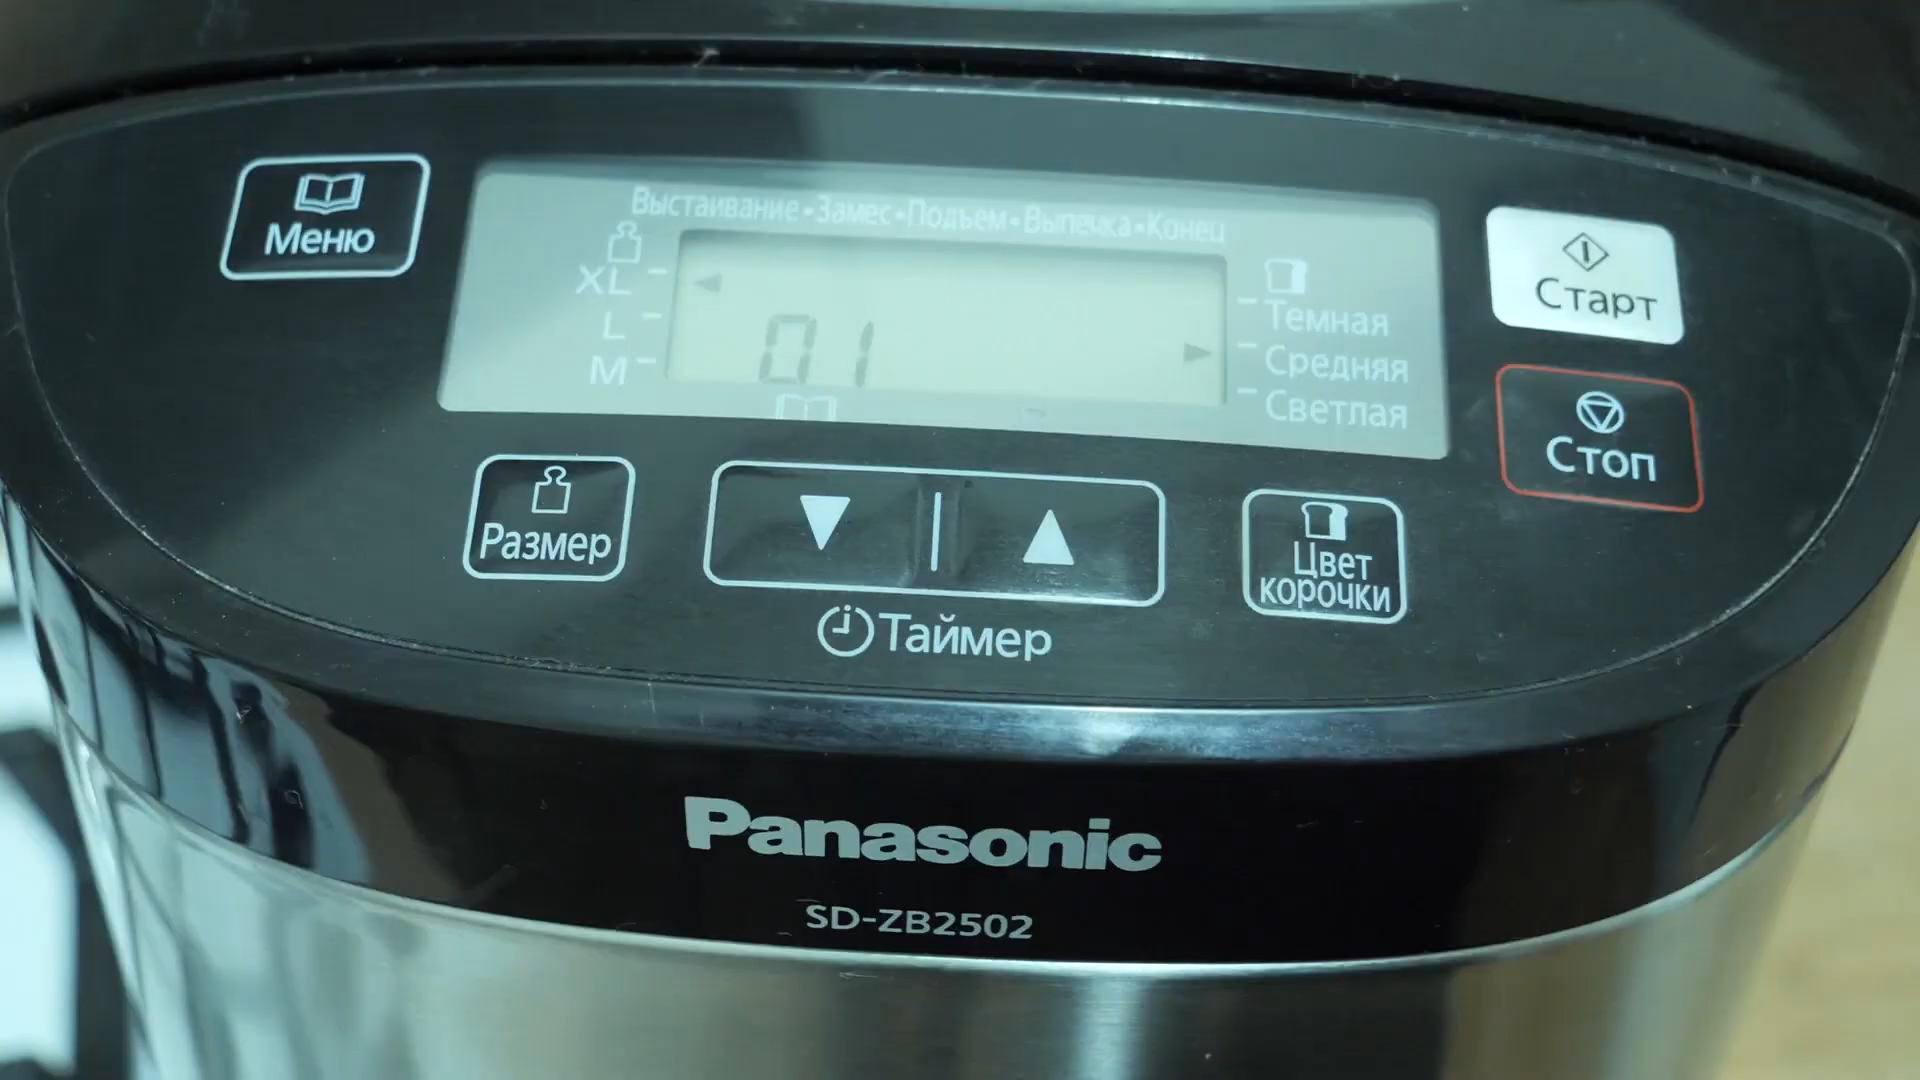 Меню
Выстаивание•Замес•Подъем•Выпечка•Конец
XL
L
M
01
Темная
Средняя
Светлая
Старт
Стоп
Размер
Таймер
Цвет
корочки
Panasonic
SD-ZB2502